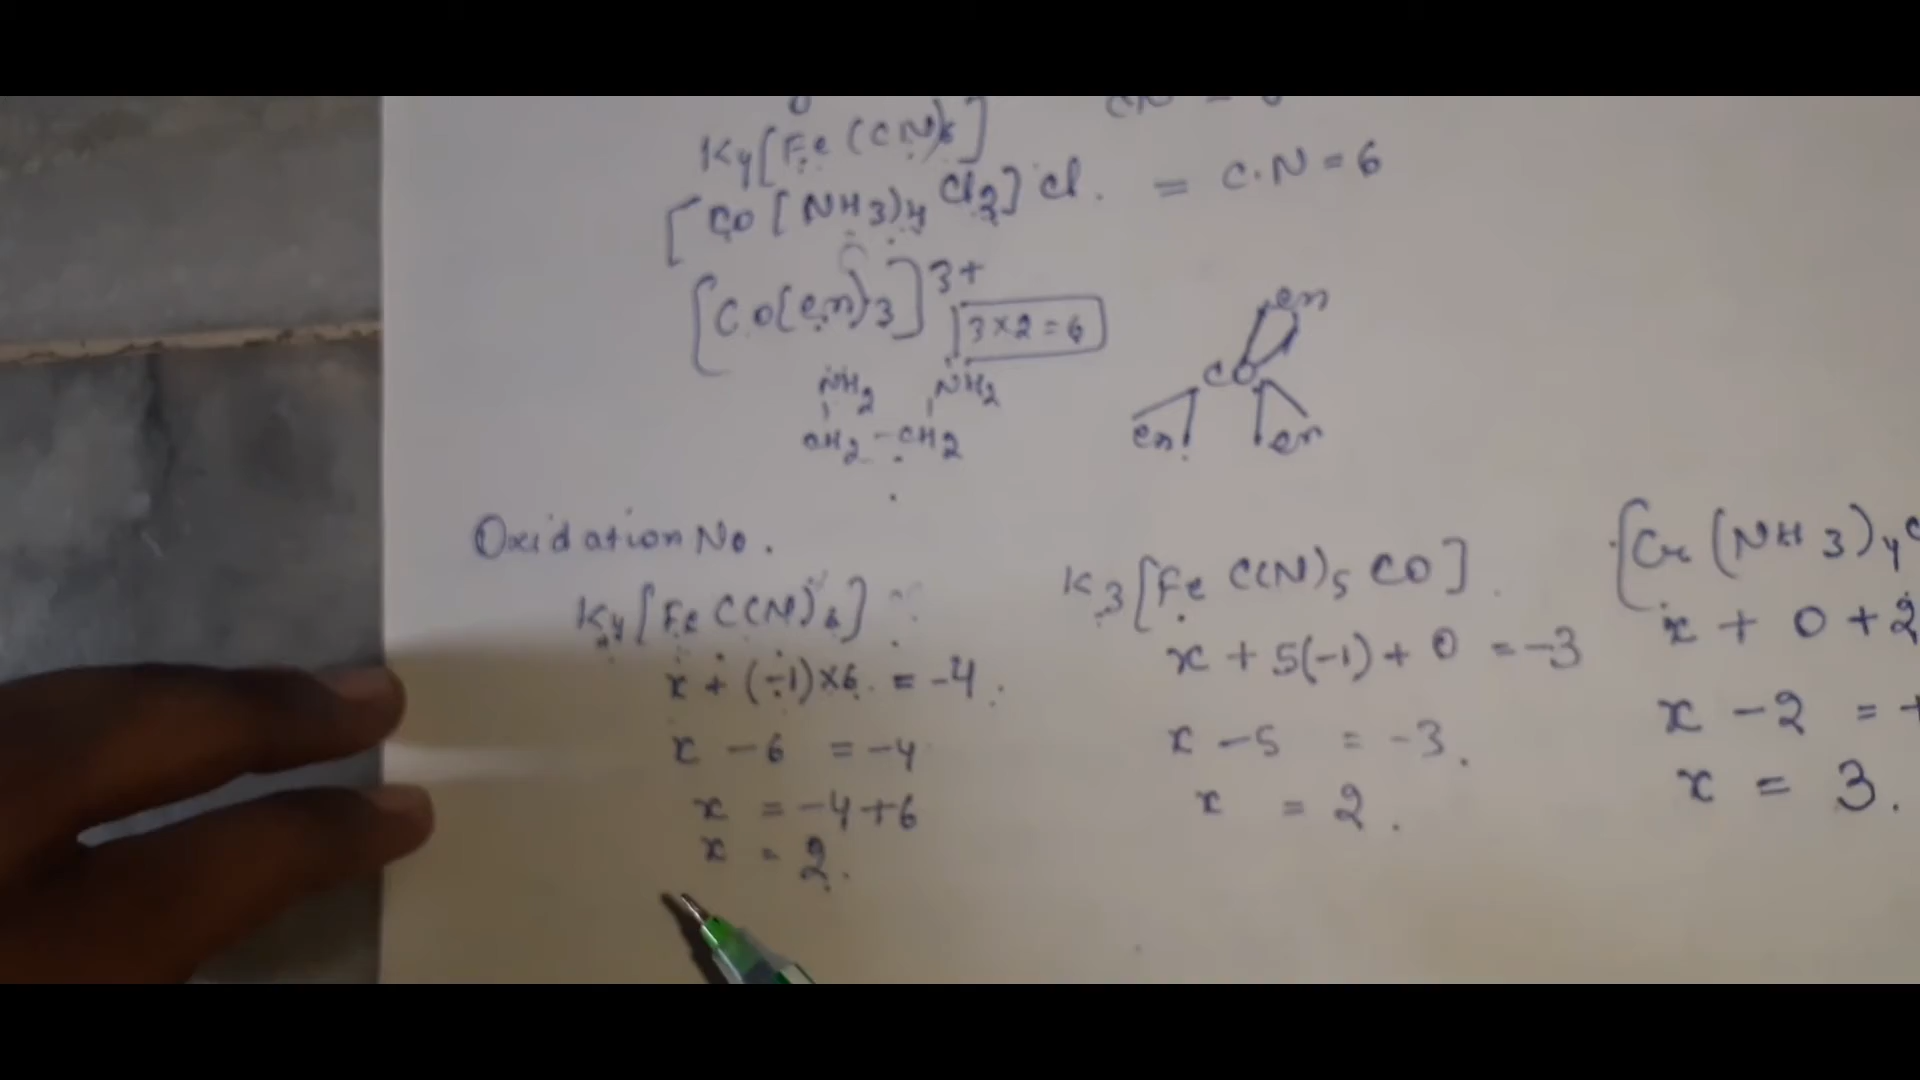 K4[Fe(CN)6]
[Co[NH3)4 Cl2]Cl. = C.N = 6
[Co[en)3]3+
3×2=6
en
NH2 NH2
CO
CH2-CH2
en en
Oxidation No.
K4[Fe C(N)6] K3[Fe C(N)5 CO] [Cr (NH3)4
x + (-1)×6 = -4. x + 5(-1) + 0 = -3 x + 0 + 2
x - 6 = -4 x - 5 = -3. x - 2 = +
x = -4+6 x = 2. x = 3.
x = 2.